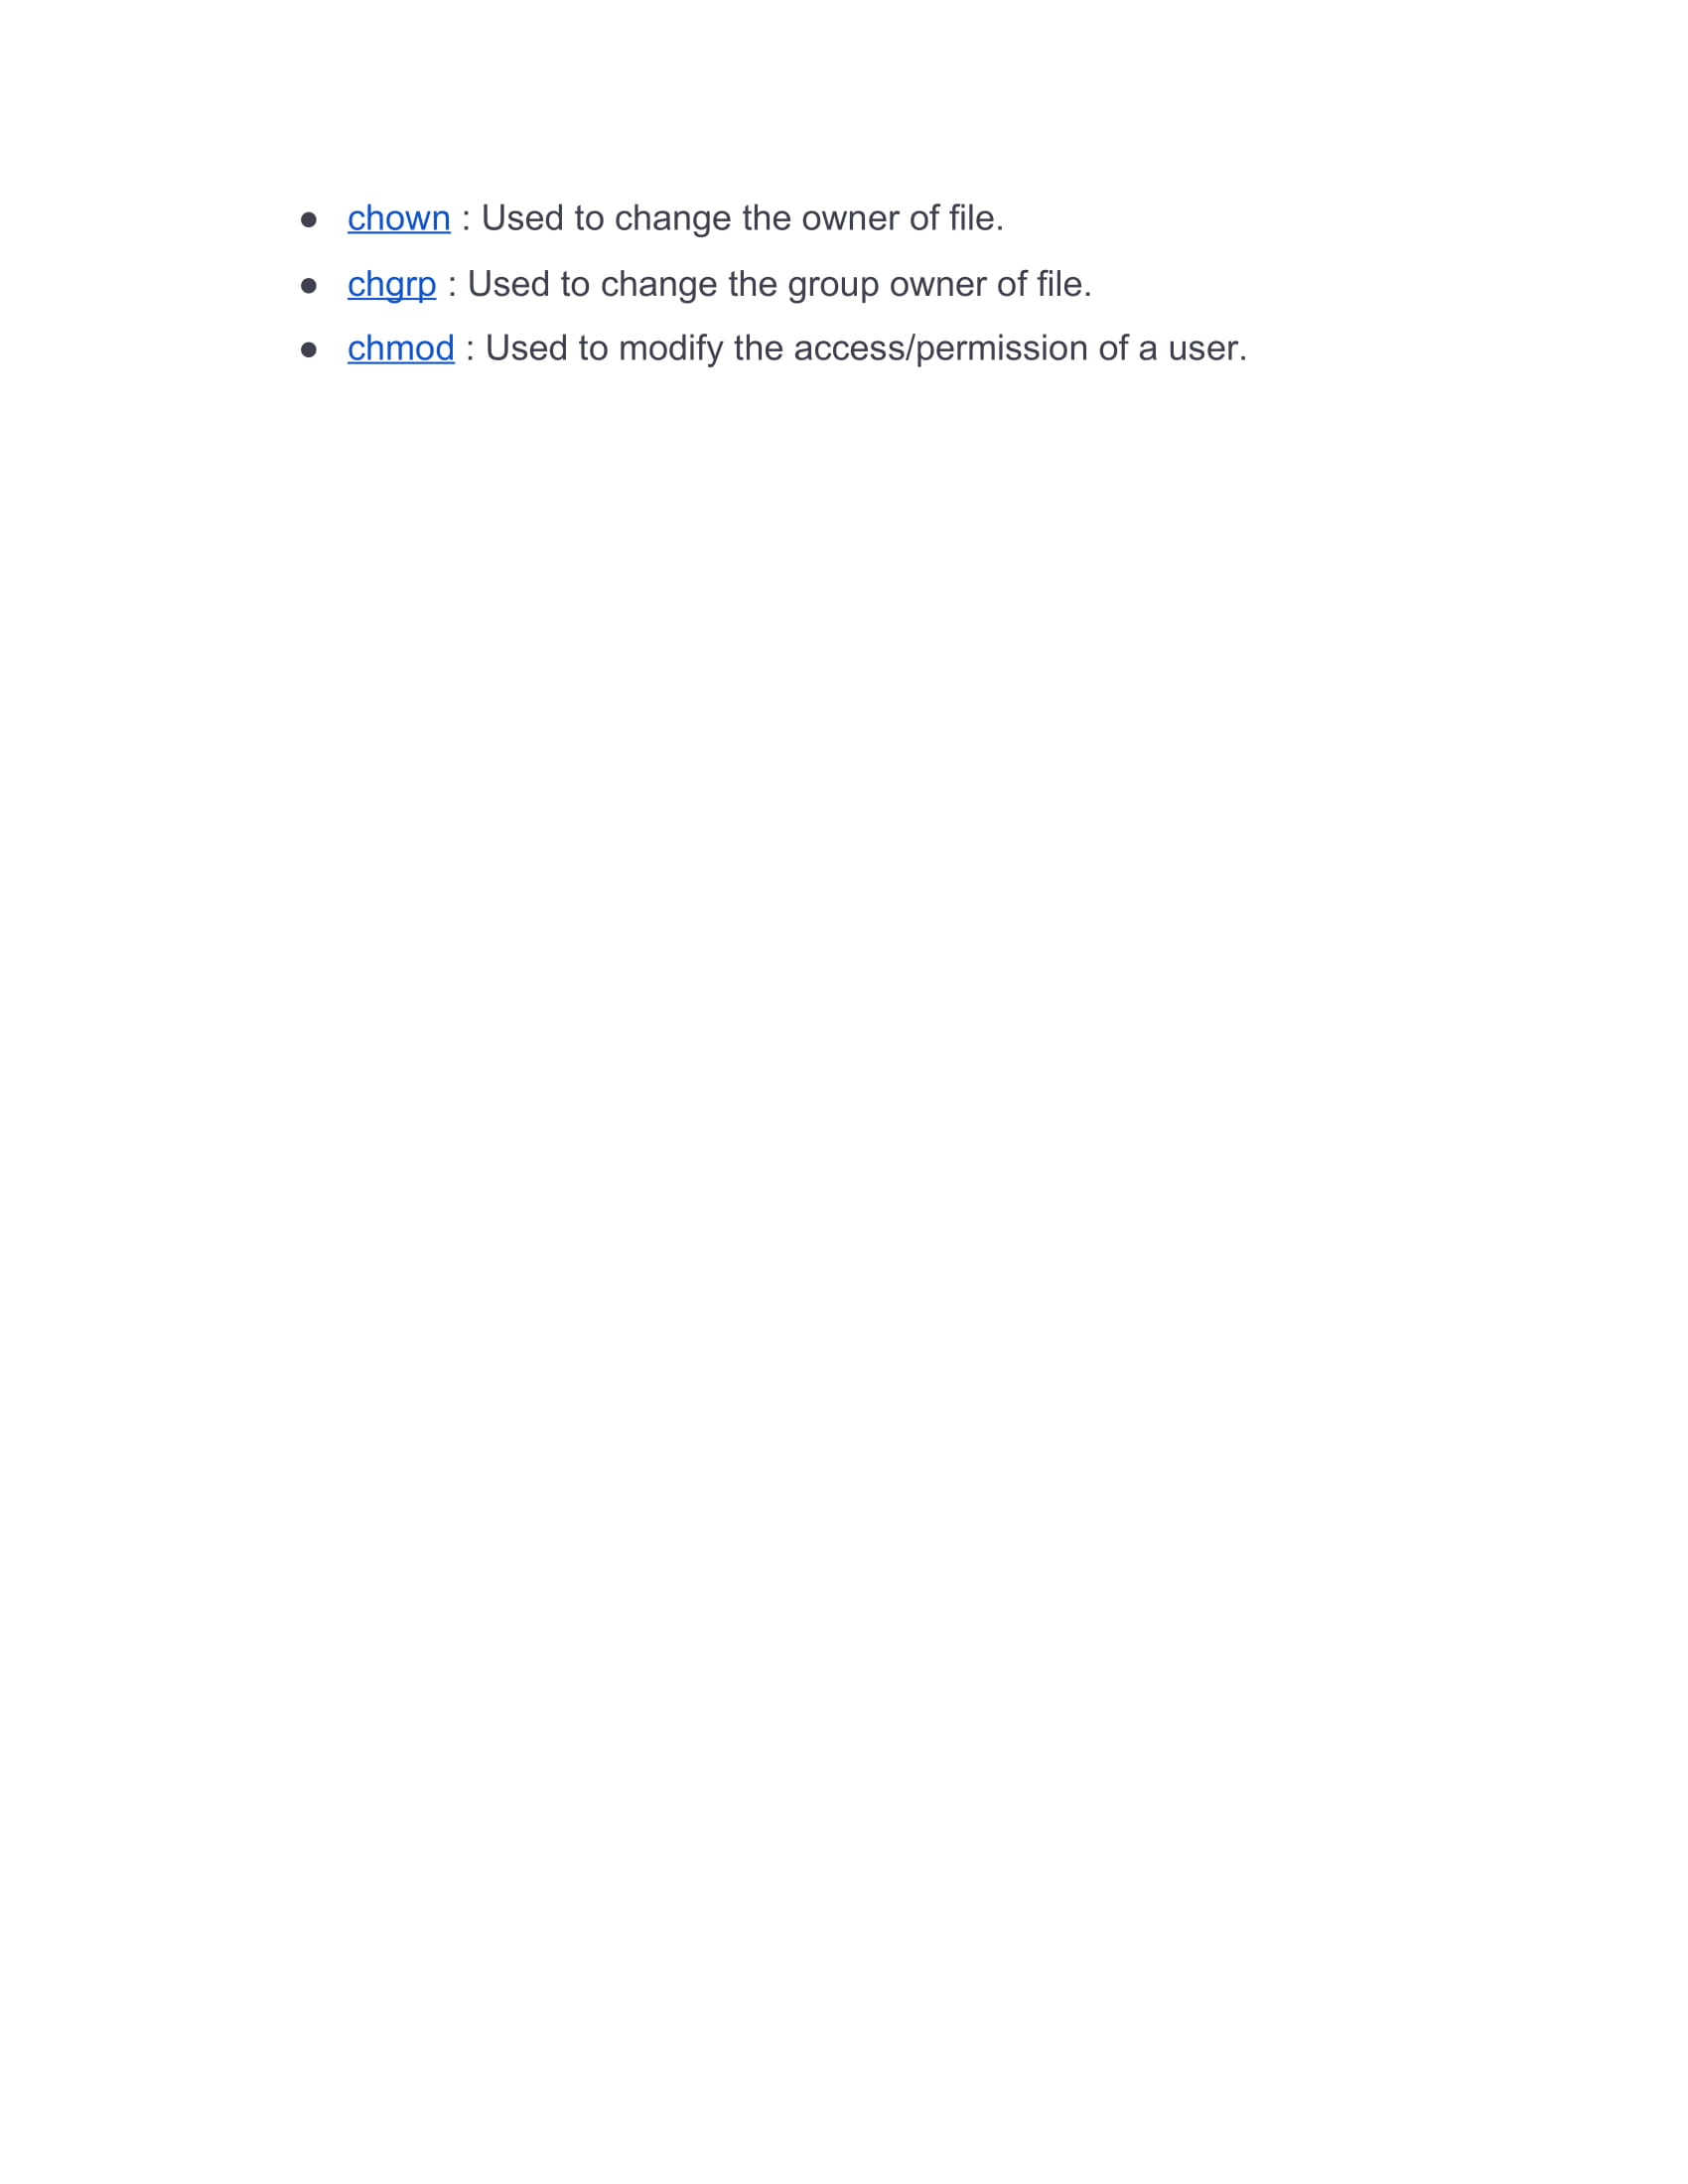 ● chown : Used to change the owner of file.
● chgrp : Used to change the group owner of file.
● chmod : Used to modify the access/permission of a user.